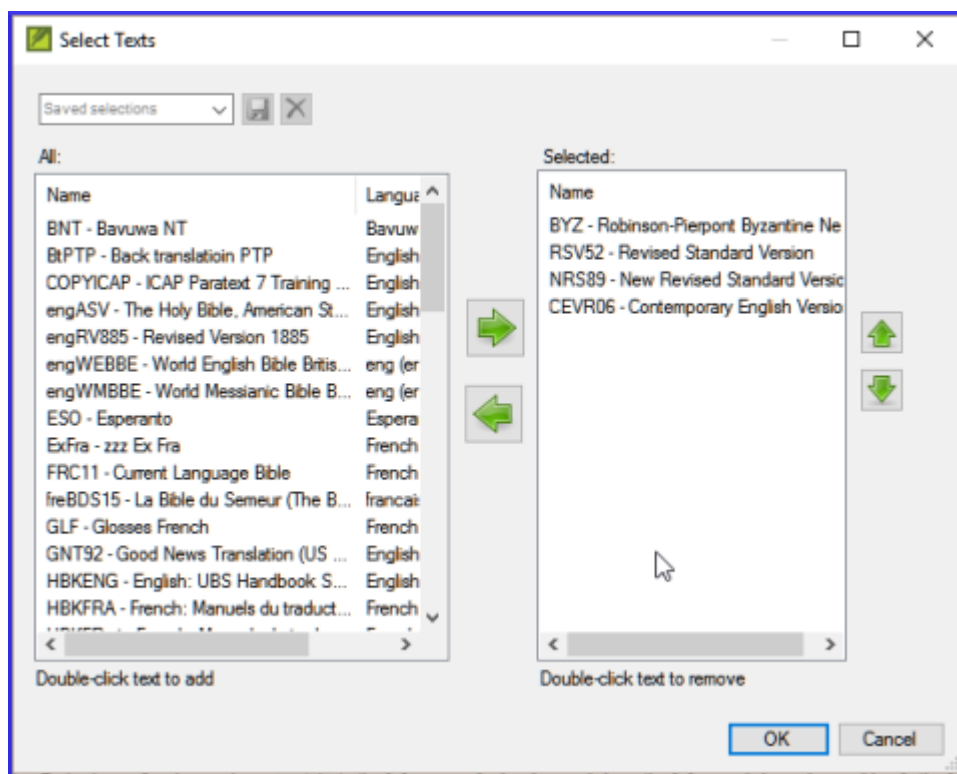 Select Texts
Saved selections
All:
Name Langua
BNT - Bavuwa NT Bavuw
BtPTP - Back translatioin PTP English
COPYICAP - ICAP Paratext 7 Training ... English
engASV - The Holy Bible, American St... English
engRV885 - Revised Version 1885 English
engWEBBE - World English Bible Britis... eng (er
engWMBBE - World Messianic Bible B... eng (er
ESO - Esperanto Espera
ExFra - zzz Ex Fra French
FRC11 - Current Language Bible French
freBDS15 - La Bible du Semeur (The B... francais
GLF - Glosses French French
GNT92 - Good News Translation (US ... English
HBKENG - English: UBS Handbook S... English
HBKFRA - French: Manuels du traduct... French
Double-click text to add
Selected:
Name
BYZ - Robinson-Pierpont Byzantine Ne
RSV52 - Revised Standard Version
NRS89 - New Revised Standard Versic
CEVR06 - Contemporary English Versio
Double-click text to remove
OK Cancel